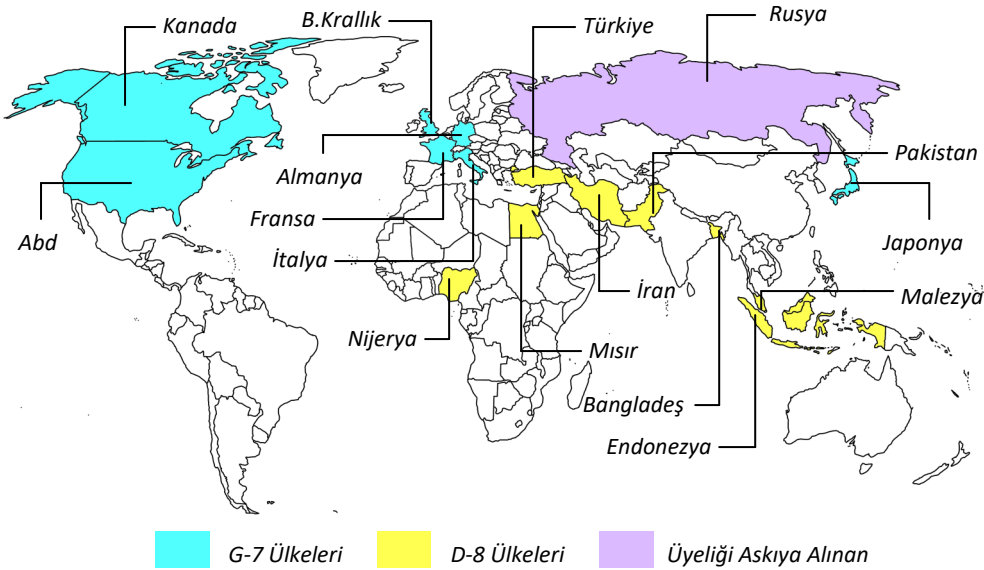 Kanada
B.Krallık
Türkiye
Rusya
Almanya
Pakistan
Abd
Fransa
Japonya
İtalya
İran
Malezya
Nijerya
Mısır
Bangladeş
Endonezya
G-7 Ülkeleri
D-8 Ülkeleri
Üyeliği Askıya Alınan